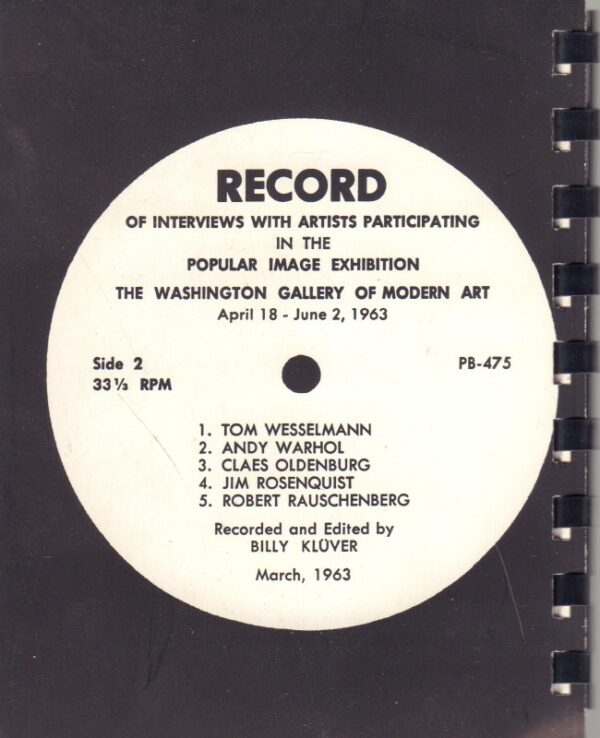 RECORD
OF INTERVIEWS WITH ARTISTS PARTICIPATING
IN THE
POPULAR IMAGE EXHIBITION
THE WASHINGTON GALLERY OF MODERN ART
April 18 - June 2, 1963
Side 2
33⅓ RPM
PB-475
1. TOM WESSELMANN
2. ANDY WARHOL
3. CLAES OLDENBURG
4. JIM ROSENQUIST
5. ROBERT RAUSCHENBERG
Recorded and Edited by
BILLY KLÜVER
March, 1963